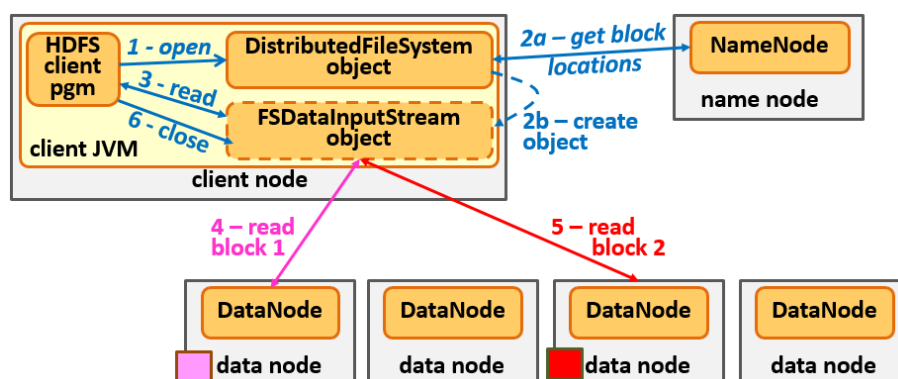 HDFS
client
pgm
1 - open
3 - read
6 - close
client JVM
DistributedFileSystem
object
FSDataInputStream
object
client node
2a – get block
locations
2b – create
object
NameNode
name node
4 – read
block 1
5 – read
block 2
DataNode
data node
DataNode
data node
DataNode
data node
DataNode
data node